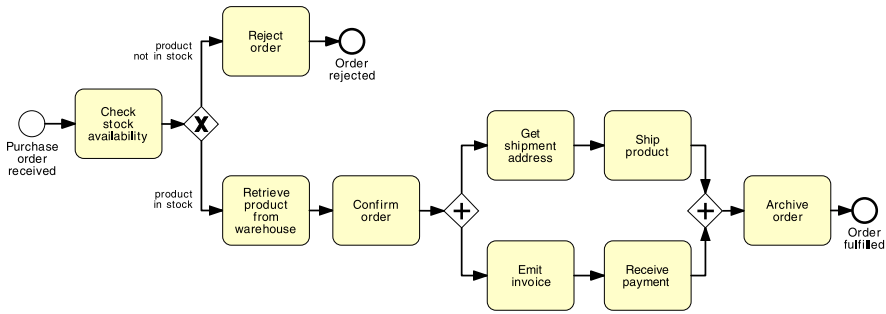 Purchase
order
received
Check
stock
availability
product
not in stock
Reject
order
Order
rejected
product
in stock
Retrieve
product
from
warehouse
Confirm
order
Get
shipment
address
Ship
product
Emit
invoice
Receive
payment
Archive
order
Order
fulfilled